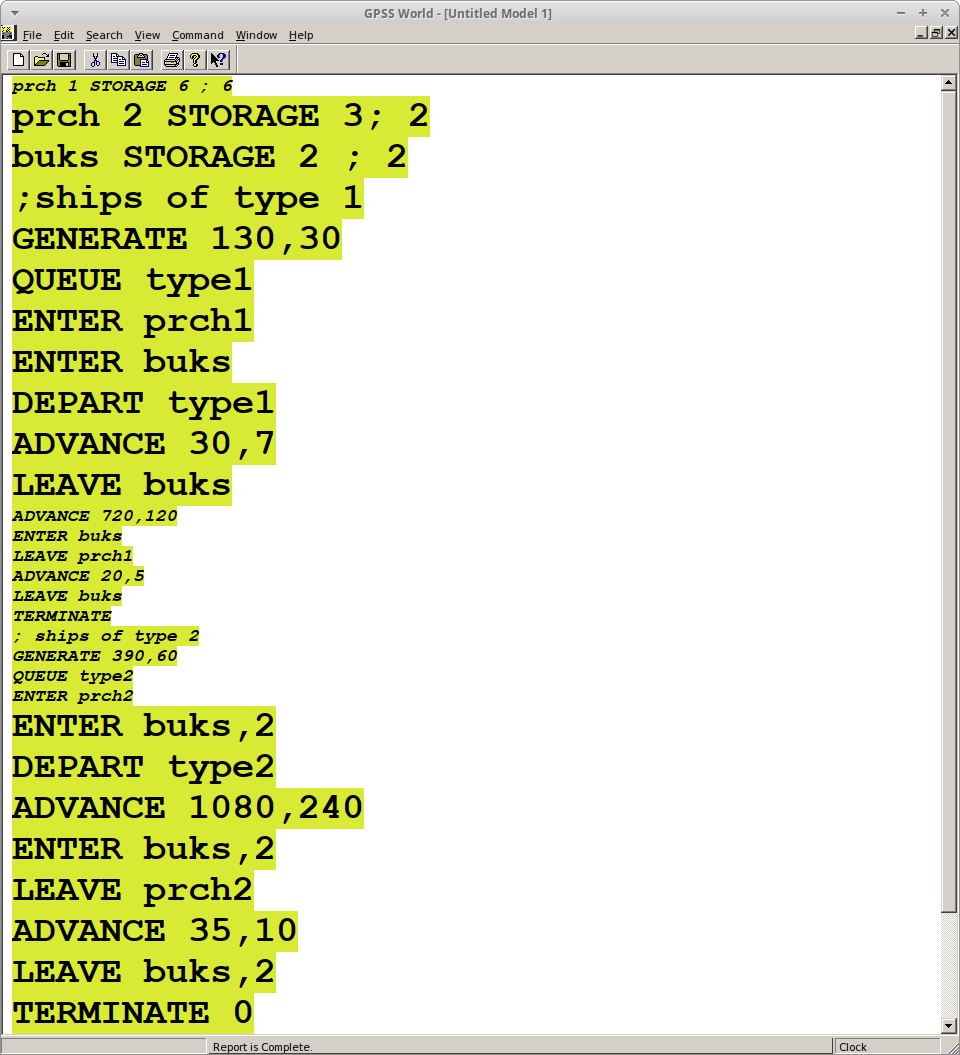 GPSS World - [Untitled Model 1]
File Edit Search View Command Window Help
prch 1 STORAGE 6 ; 6
prch 2 STORAGE 3; 2
buks STORAGE 2 ; 2
;ships of type 1
GENERATE 130,30
QUEUE type1
ENTER prch1
ENTER buks
DEPART type1
ADVANCE 30,7
LEAVE buks
ADVANCE 720,120
ENTER buks
LEAVE prch1
ADVANCE 20,5
LEAVE buks
TERMINATE
; ships of type 2
GENERATE 390,60
QUEUE type2
ENTER prch2
ENTER buks,2
DEPART type2
ADVANCE 1080,240
ENTER buks,2
LEAVE prch2
ADVANCE 35,10
LEAVE buks,2
TERMINATE 0
Report is Complete. Clock